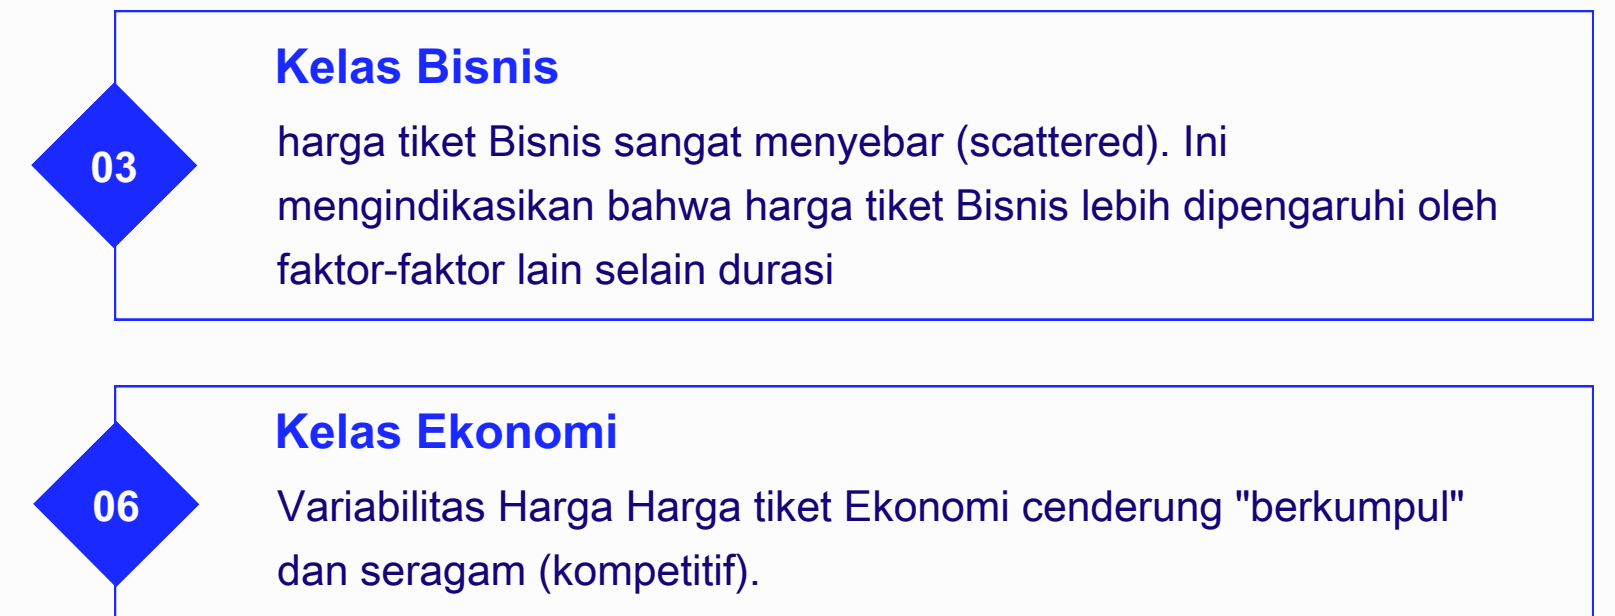 Kelas Bisnis
03
harga tiket Bisnis sangat menyebar (scattered). Ini
mengindikasikan bahwa harga tiket Bisnis lebih dipengaruhi oleh
faktor-faktor lain selain durasi
Kelas Ekonomi
06
Variabilitas Harga Harga tiket Ekonomi cenderung "berkumpul"
dan seragam (kompetitif).